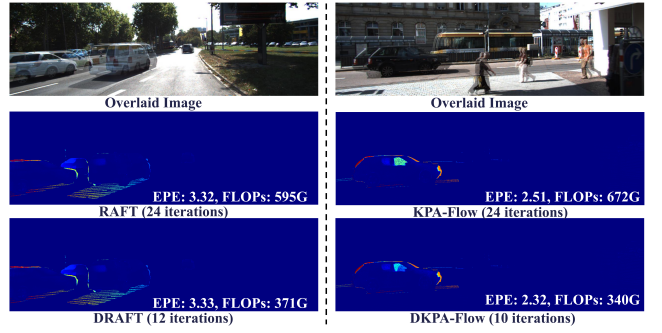 Overlaid Image
EPE: 3.32, FLOPs: 595G
RAFT (24 iterations)
EPE: 3.33, FLOPs: 371G
DRAFT (12 iterations)
Overlaid Image
EPE: 2.51, FLOPs: 672G
KPA-Flow (24 iterations)
EPE: 2.32, FLOPs: 340G
DKPA-Flow (10 iterations)